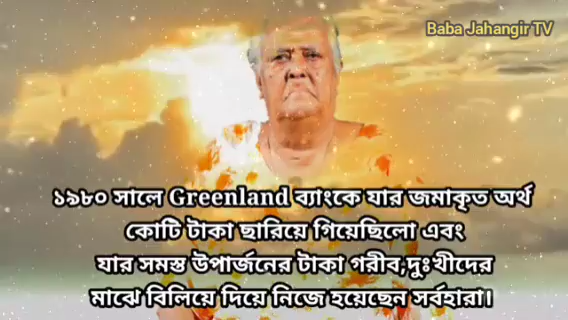 Baba Jahangir TV
১৯৮০ সালে Greenland ব্যাংকে যার জমাকৃত অর্থ
কোটি টাকা ছারিয়ে গিয়েছিলো এবং
যার সমস্ত উপার্জনের টাকা গরীব,দুঃখীদের
মাঝে বিলিয়ে দিয়ে নিজে হয়েছেন সর্বহারা।